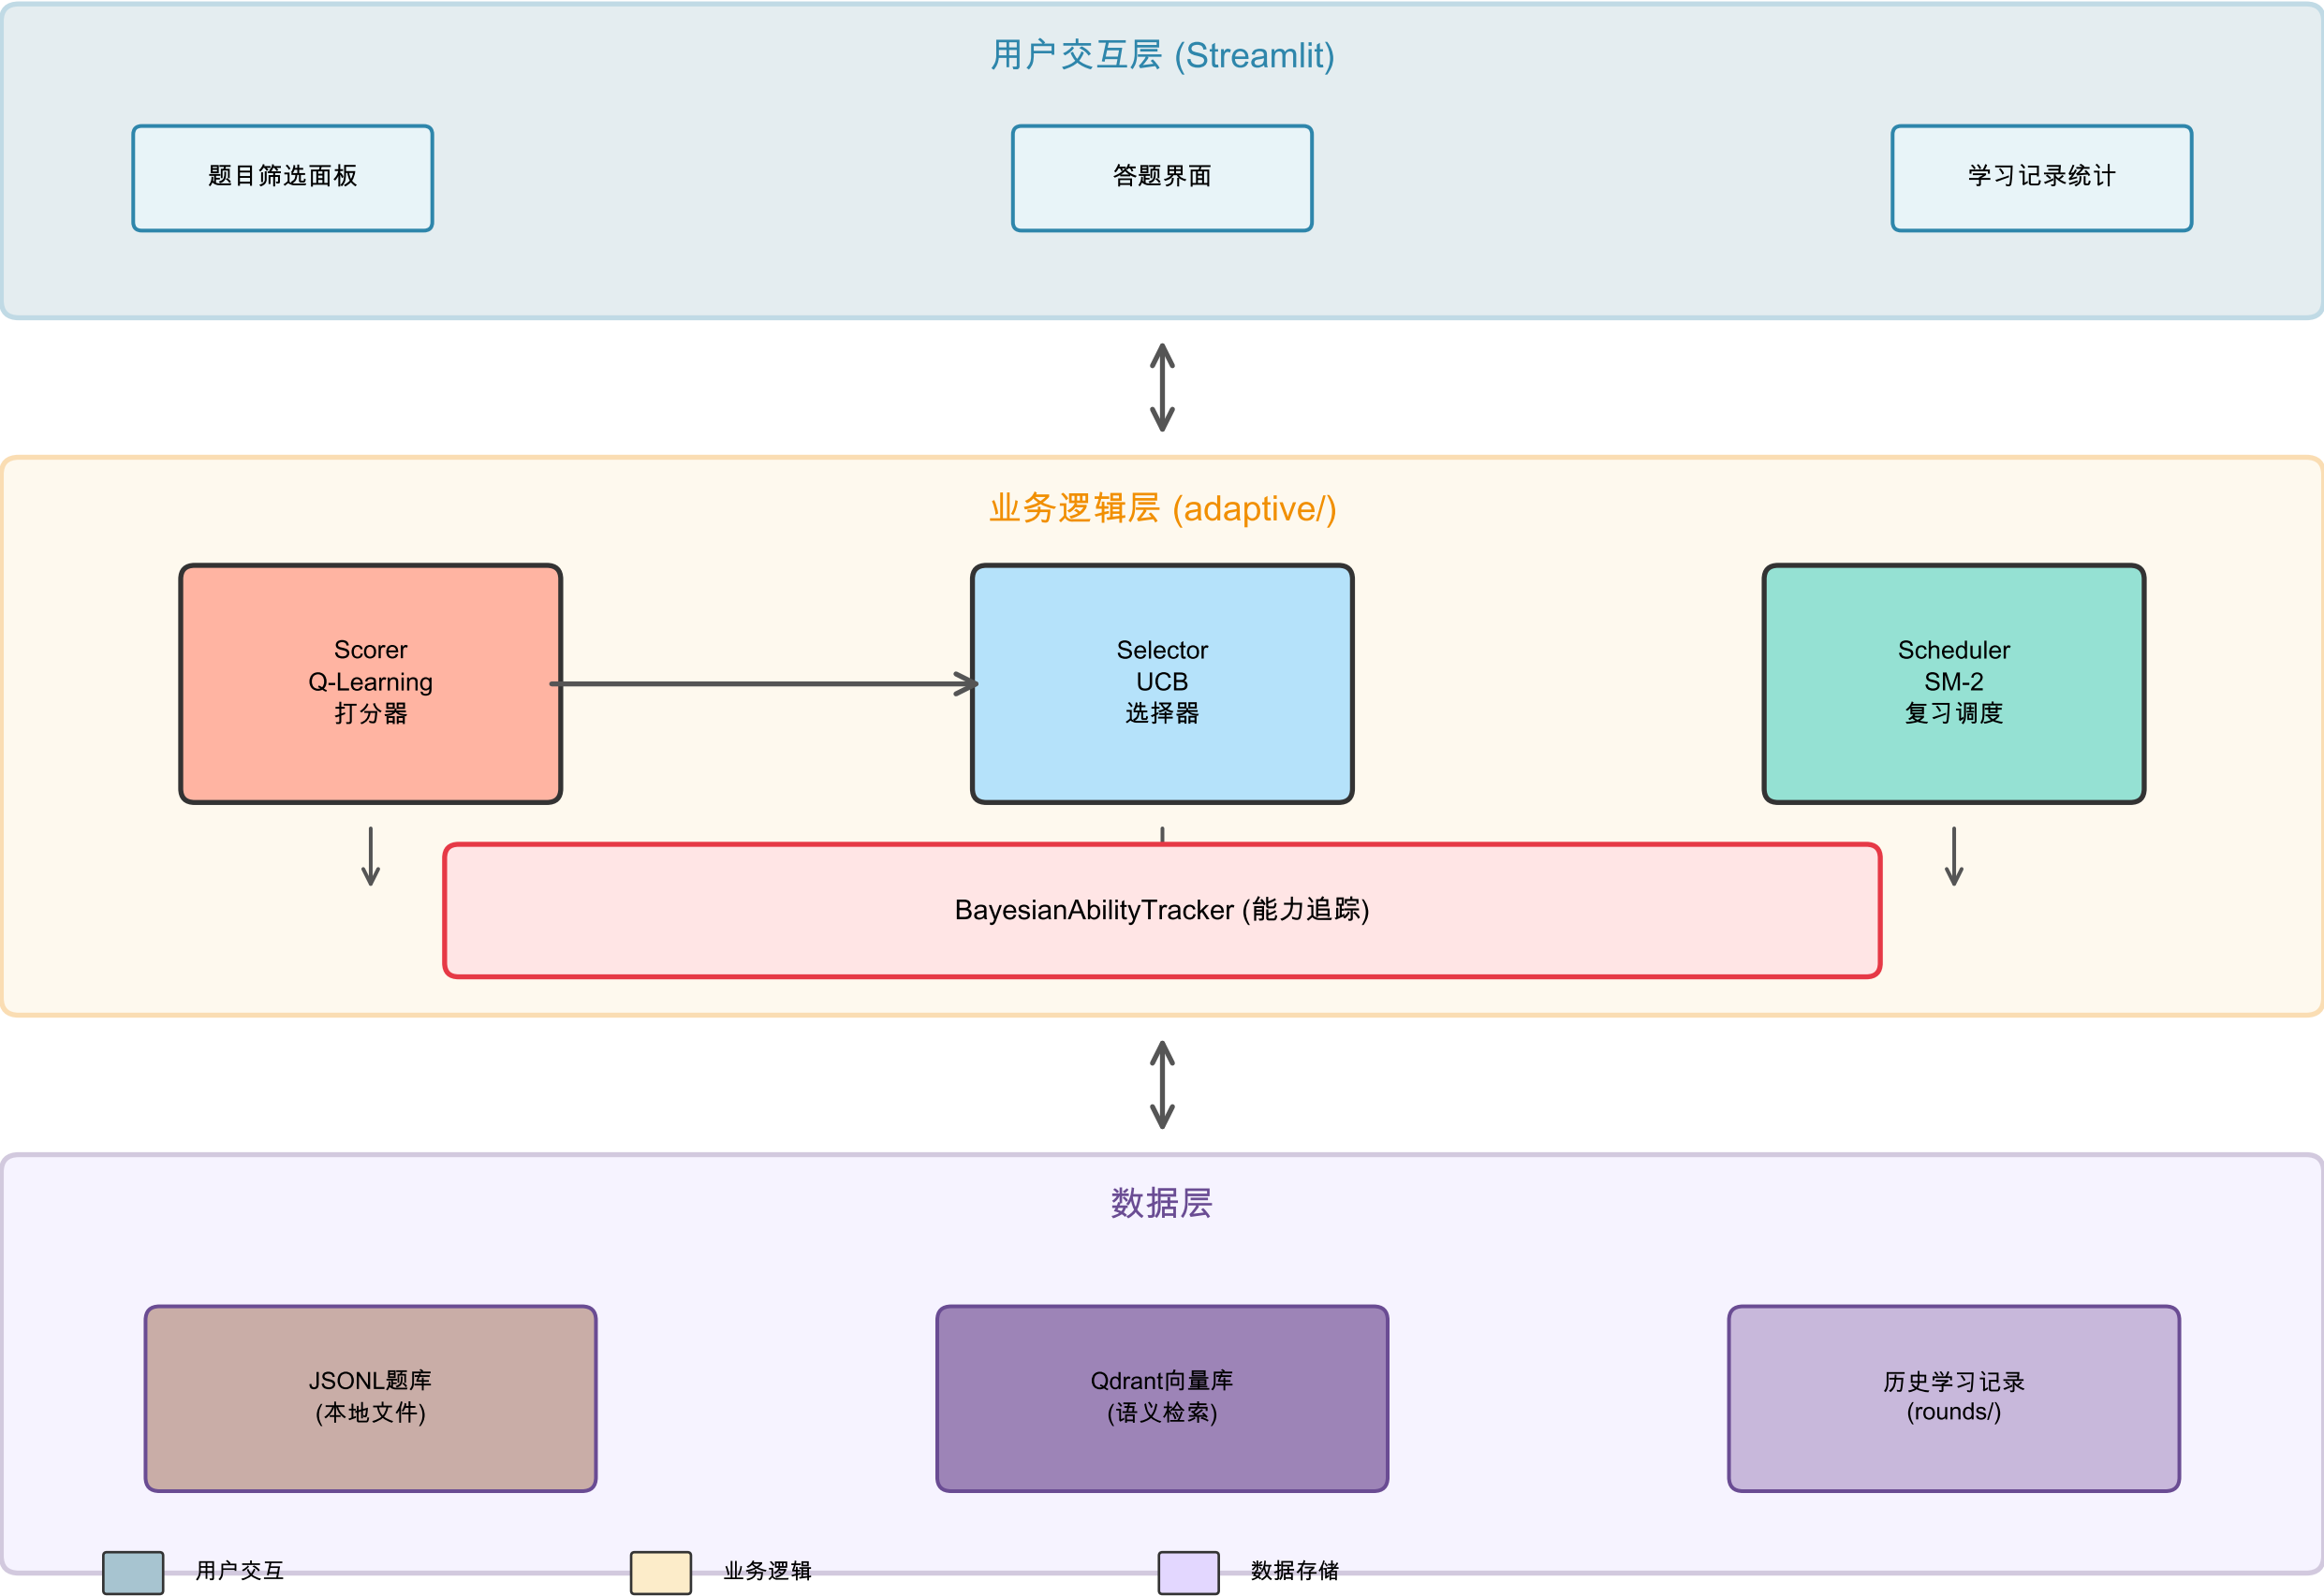 用户交互层 (Streamlit)
题目筛选面板
答题界面
学习记录统计
业务逻辑层 (adaptive/)
Scorer
Q-Learning
打分器
Selector
UCB
选择器
Scheduler
SM-2
复习调度
BayesianAbilityTracker (能力追踪)
数据层
JSONL题库
(本地文件)
Qdrant向量库
(语义检索)
历史学习记录
(rounds/)
用户交互
业务逻辑
数据存储